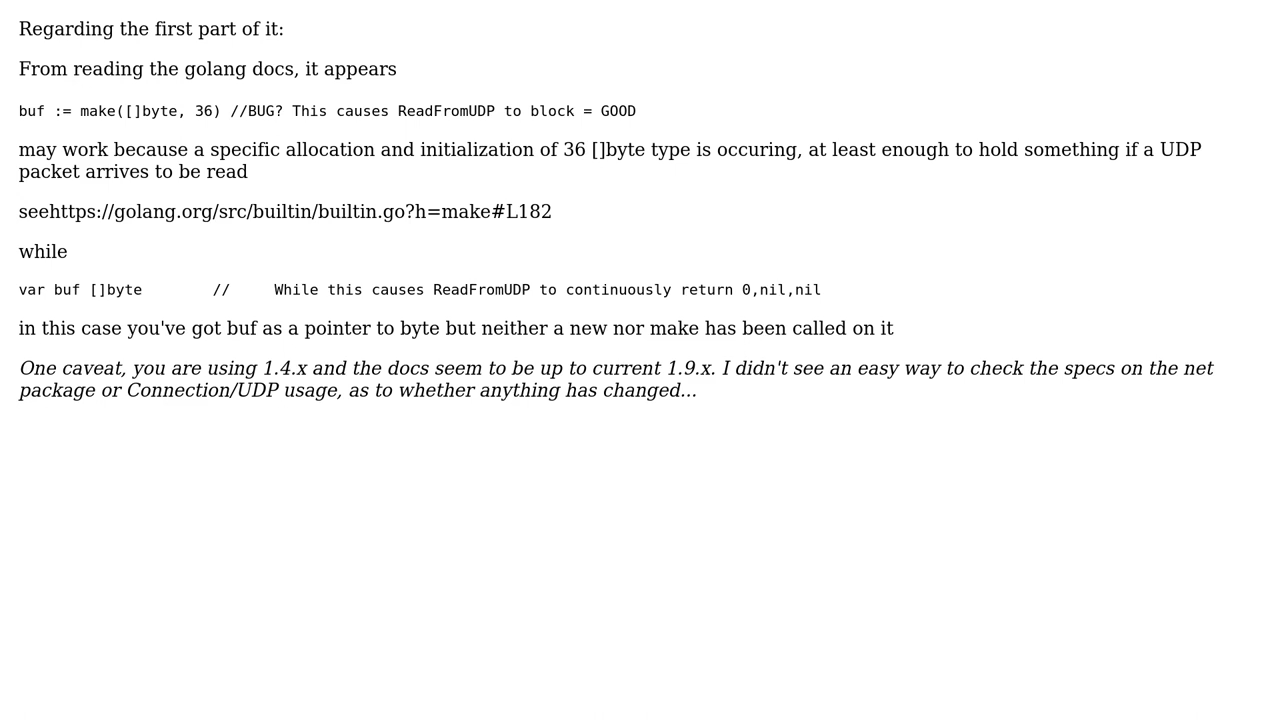 Regarding the first part of it:
From reading the golang docs, it appears
buf := make([]byte, 36) //BUG? This causes ReadFromUDP to block = GOOD
may work because a specific allocation and initialization of 36 []byte type is occuring, at least enough to hold something if a UDP
packet arrives to be read
seehttps://golang.org/src/builtin/builtin.go?h=make#L182
while
var buf []byte        //     While this causes ReadFromUDP to continuously return 0,nil,nil
in this case you've got buf as a pointer to byte but neither a new nor make has been called on it
One caveat, you are using 1.4.x and the docs seem to be up to current 1.9.x. I didn't see an easy way to check the specs on the net
package or Connection/UDP usage, as to whether anything has changed...